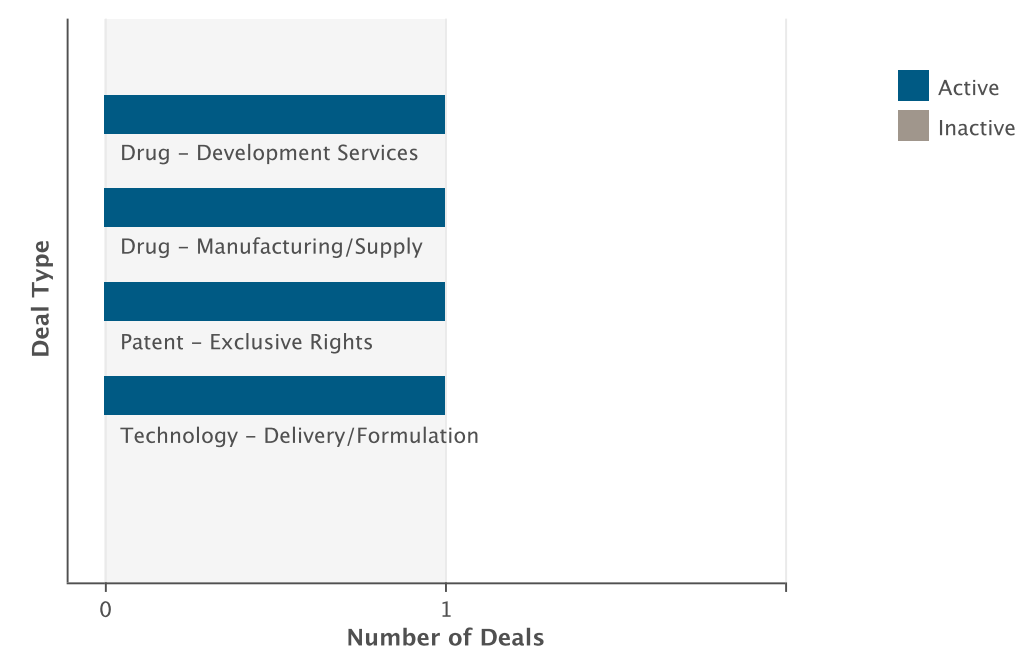 Active
Inactive
Drug – Development Services
Drug – Manufacturing/Supply
Patent – Exclusive Rights
Technology – Delivery/Formulation
Deal Type
0 1
Number of Deals